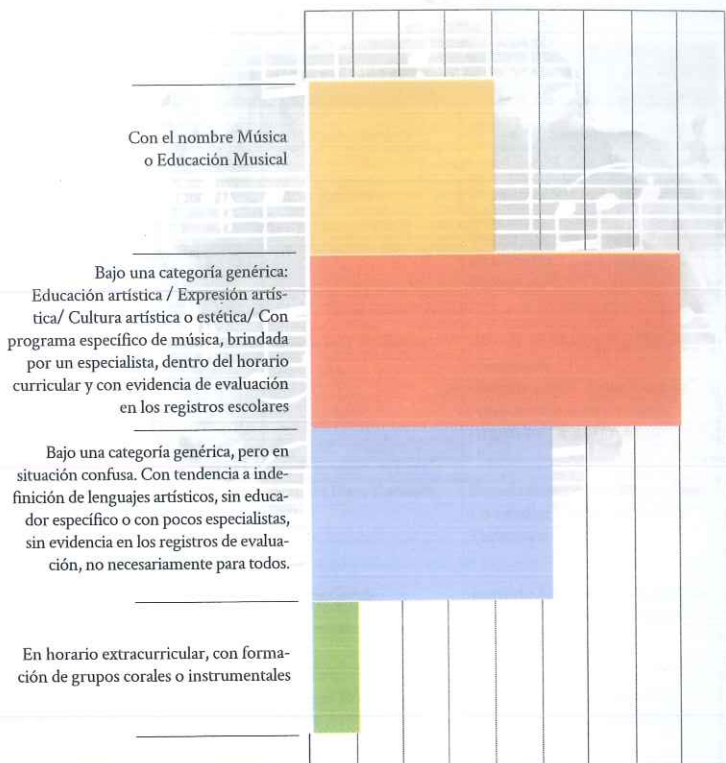 Con el nombre Música
o Educación Musical
Bajo una categoría genérica:
Educación artística / Expresión artís-
tica/ Cultura artística o estética/ Con
programa específico de música, brindada
por un especialista, dentro del horario
curricular y con evidencia de evaluación
en los registros escolares
Bajo una categoría genérica, pero en
situación confusa. Con tendencia a inde-
finición de lenguajes artísticos, sin educa-
dor específico o con pocos especialistas,
sin evidencia en los registros de evalua-
ción, no necesariamente para todos.
En horario extracurricular, con forma-
ción de grupos corales o instrumentales